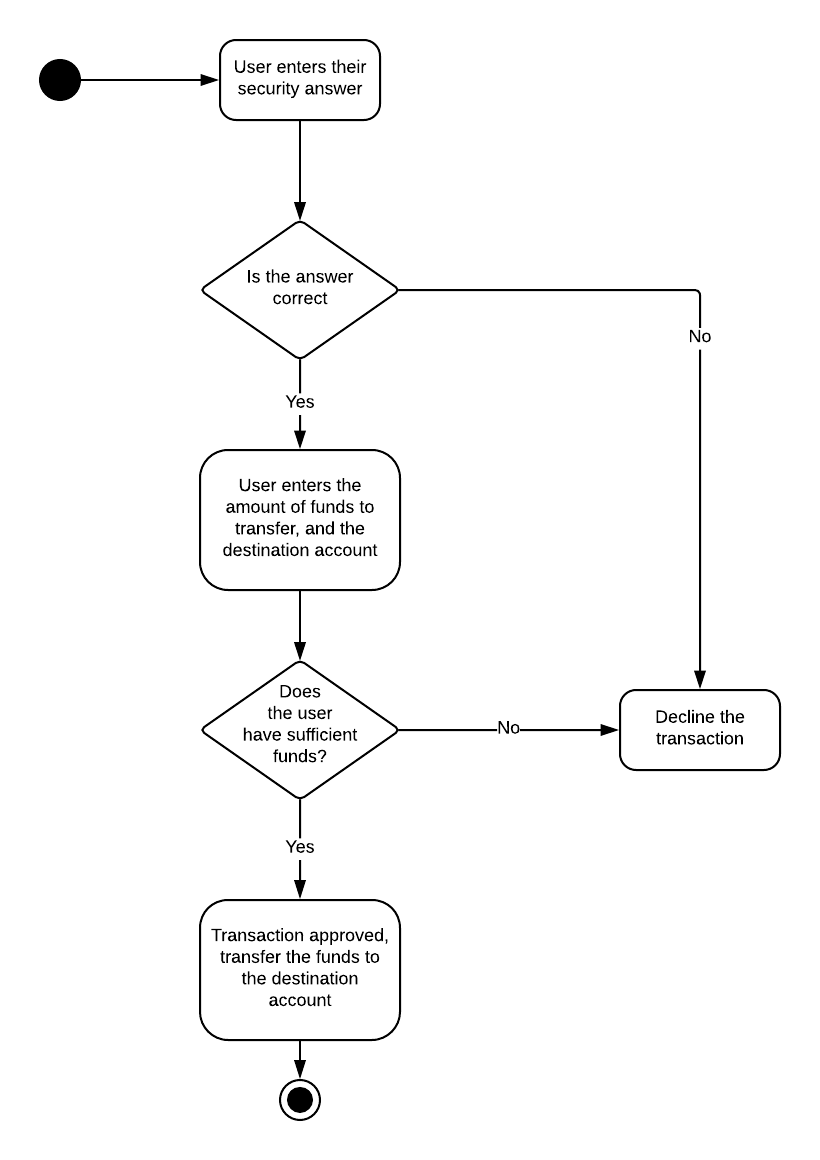 User enters their
security answer
Is the answer
correct
No
Yes
User enters the
amount of funds to
transfer, and the
destination account
Does
the user
have sufficient
funds?
No
Decline the
transaction
Yes
Transaction approved,
transfer the funds to
the destination
account